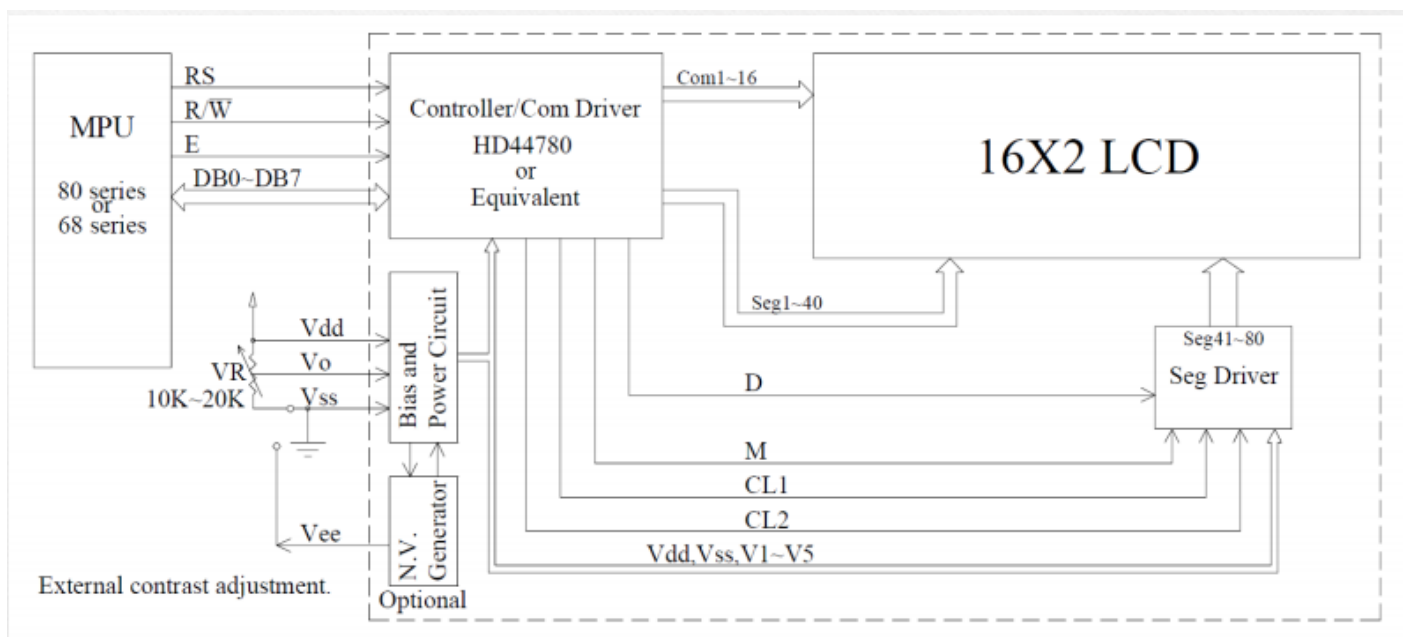 MPU
80 series
or
68 series
RS
R/W̅
E
DB0~DB7
Controller/Com Driver
HD44780
or
Equivalent
Com1~16
16X2 LCD
Seg1~40
Seg41~80
Seg Driver
Vdd
Vo
Vss
VR
10K~20K
Bias and
Power Circuit
D
M
CL1
CL2
Vdd,Vss,V1~V5
N.V.
Generator
Optional
Vee
External contrast adjustment.